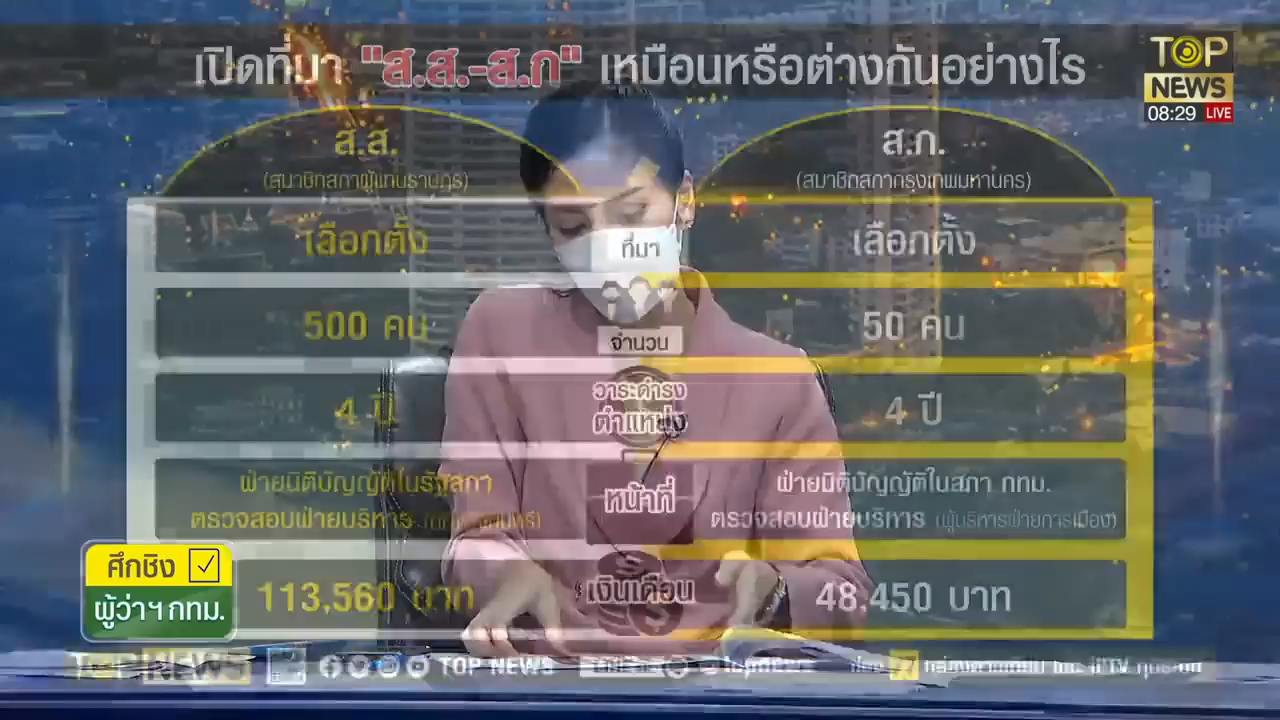 เปิดที่มา "ส.ส.-ส.ก" เหมือนหรือต่างกันอย่างไร
TOP
NEWS
08:29 LIVE
ส.ส.
(สมาชิกสภาผู้แทนราษฎร)
ส.ก.
(สมาชิกสภากรุงเทพมหานคร)
เลือกตั้ง
ที่มา
เลือกตั้ง
500 คน
จำนวน
50 คน
4 ปี
วาระดำรง
ตำแหน่ง
4 ปี
ฝ่ายนิติบัญญัติในรัฐสภา
ตรวจสอบฝ่ายบริหาร
หน้าที่
ฝ่ายนิติบัญญัติในสภา กทม.
ตรวจสอบฝ่ายบริหาร (ผู้บริหารฝ่ายการเมือง)
113,560 บาท
เงินเดือน
48,450 บาท
ศึกชิง
ผู้ว่าฯ กทม.
TOP NEWS
TOP NEWS